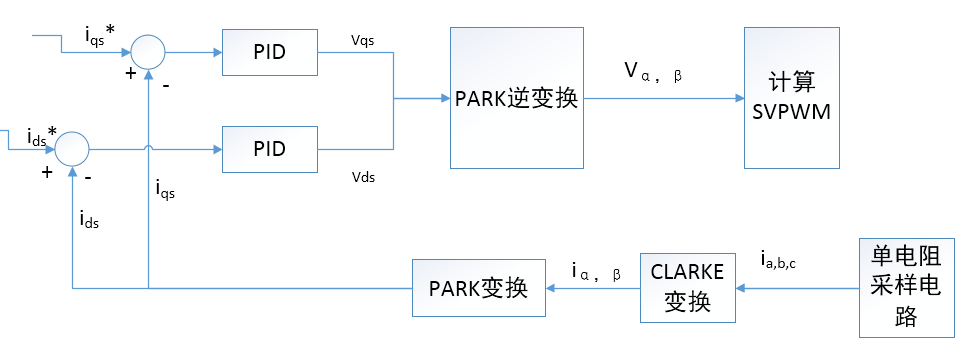 iqs*
+
-
PID
Vqs
PARK逆变换
Vα，β
计算
SVPWM
ids*
+
-
PID
Vds
iqs
ids
PARK变换
iα，β
CLARKE
变换
ia,b,c
单电阻
采样电
路